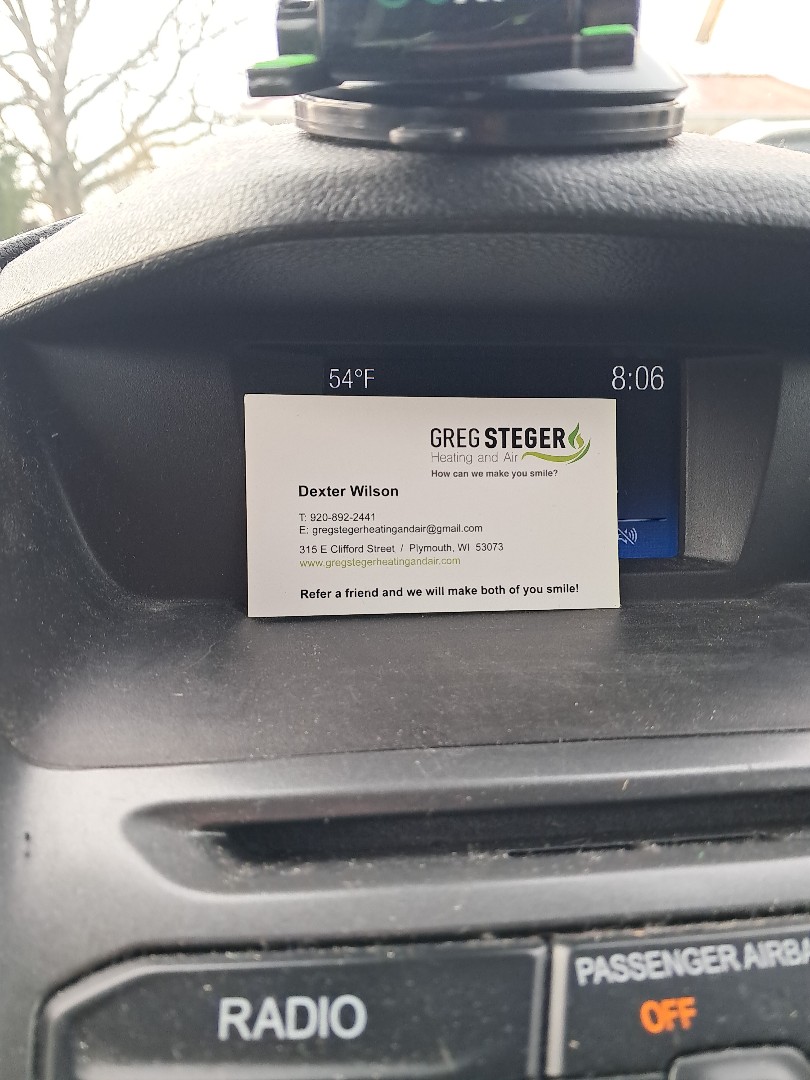 54°F 8:06
GREG STEGER
Heating and Air
How can we make you smile?
Dexter Wilson
T: 920-892-2441
E: gregstegerheatingandair@gmail.com
315 E Clifford Street / Plymouth, WI 53073
www.gregstegerheatingandair.com
Refer a friend and we will make both of you smile!
RADIO
PASSENGER AIRBA
OFF